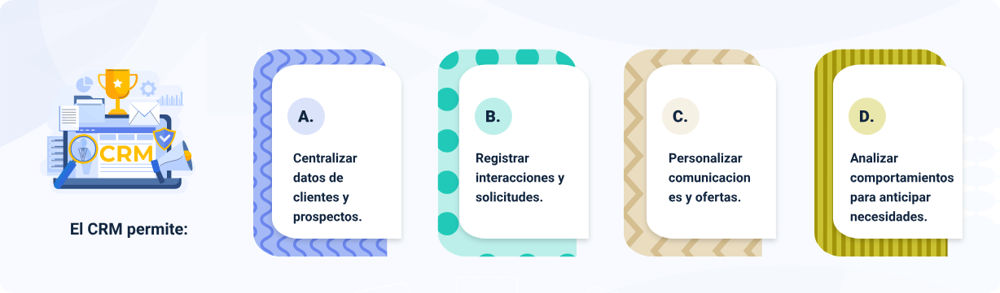 CRM
El CRM permite:
A.
Centralizar
datos de
clientes y
prospectos.
B.
Registrar
interacciones y
solicitudes.
C.
Personalizar
comunicacion
es y ofertas.
D.
Analizar
comportamientos
para anticipar
necesidades.